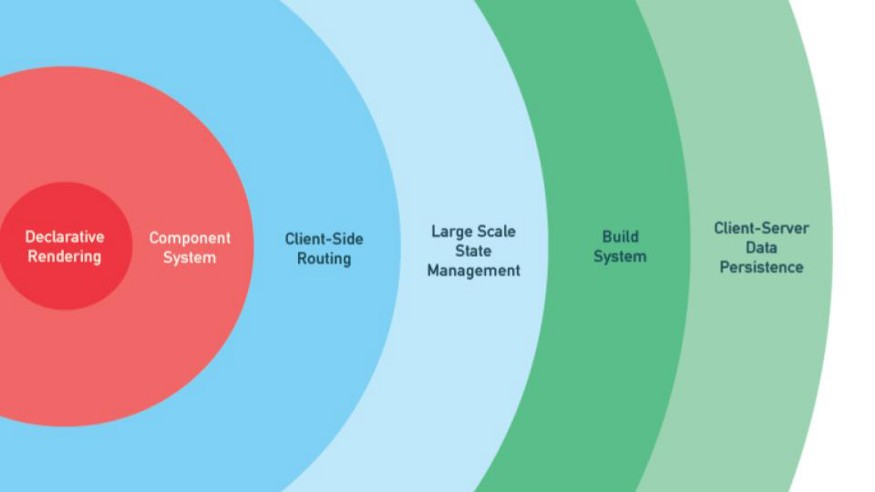 Declarative
Rendering
Component
System
Client-Side
Routing
Large Scale
State
Management
Build
System
Client-Server
Data
Persistence